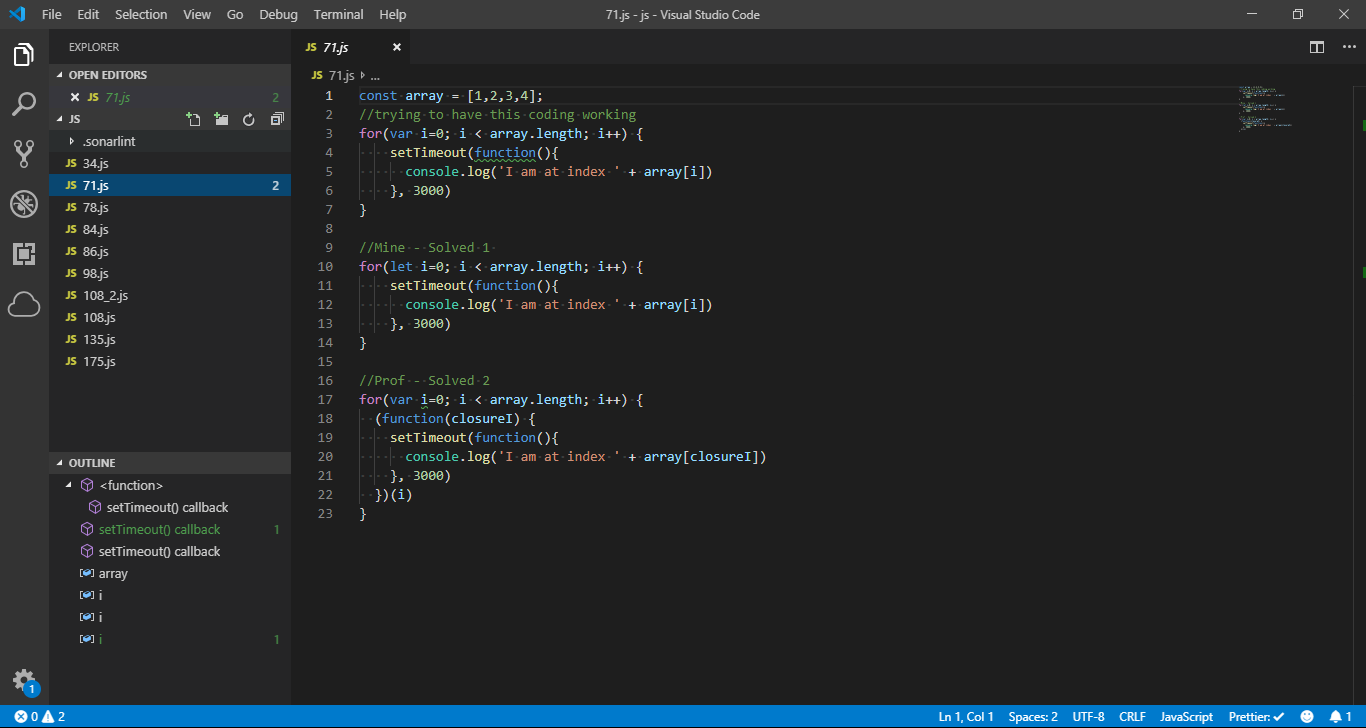 File Edit Selection View Go Debug Terminal Help
71.js - js - Visual Studio Code
EXPLORER
OPEN EDITORS
JS 71.js 2
JS
.sonarlint
JS 34.js
JS 71.js 2
JS 78.js
JS 84.js
JS 86.js
JS 98.js
JS 108_2.js
JS 108.js
JS 135.js
JS 175.js
OUTLINE
<function>
setTimeout() callback
setTimeout() callback 1
setTimeout() callback
array
i
i
i 1
1
JS 71.js
JS 71.js ...
1 const array = [1,2,3,4];
2 //trying to have this coding working
3 for(var i=0; i < array.length; i++) {
4 setTimeout(function(){
5 console.log('I am at index ' + array[i])
6 }, 3000)
7 }
8
9 //Mine - Solved 1
10 for(let i=0; i < array.length; i++) {
11 setTimeout(function(){
12 console.log('I am at index ' + array[i])
13 }, 3000)
14 }
15
16 //Prof - Solved 2
17 for(var i=0; i < array.length; i++) {
18 (function(closureI) {
19 setTimeout(function(){
20 console.log('I am at index ' + array[closureI])
21 }, 3000)
22 })(i)
23 }
0 2
Ln 1, Col 1 Spaces: 2 UTF-8 CRLF JavaScript Prettier: ✓ 1